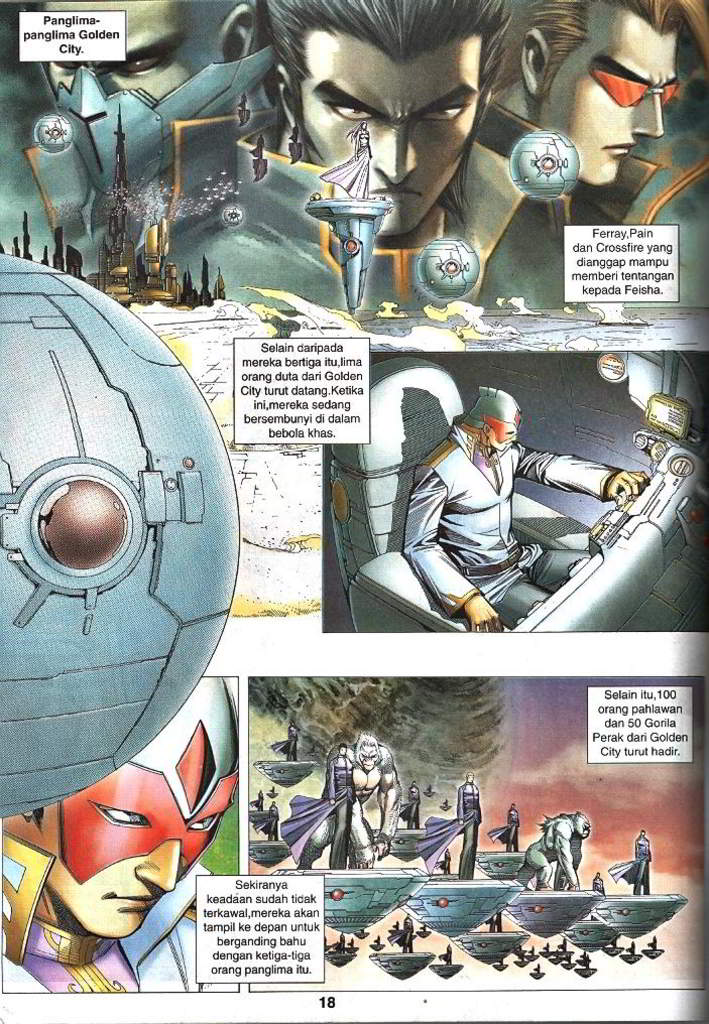 Panglima-
panglima Golden
City.
Ferray,Pain
dan Crossfire yang
dianggap mampu
memberi tentangan
kepada Feisha.
Selain daripada
mereka bertiga itu,lima
orang duta dari Golden
City turut datang.Ketika
ini,mereka sedang
bersembunyi di dalam
bebola khas.
Selain itu,100
orang pahlawan
dan 50 Gorila
Perak dari Golden
City turut hadir.
Sekiranya
keadaan sudah tidak
terkawal,mereka akan
tampil ke depan untuk
berganding bahu
dengan ketiga-tiga
orang panglima itu.
18